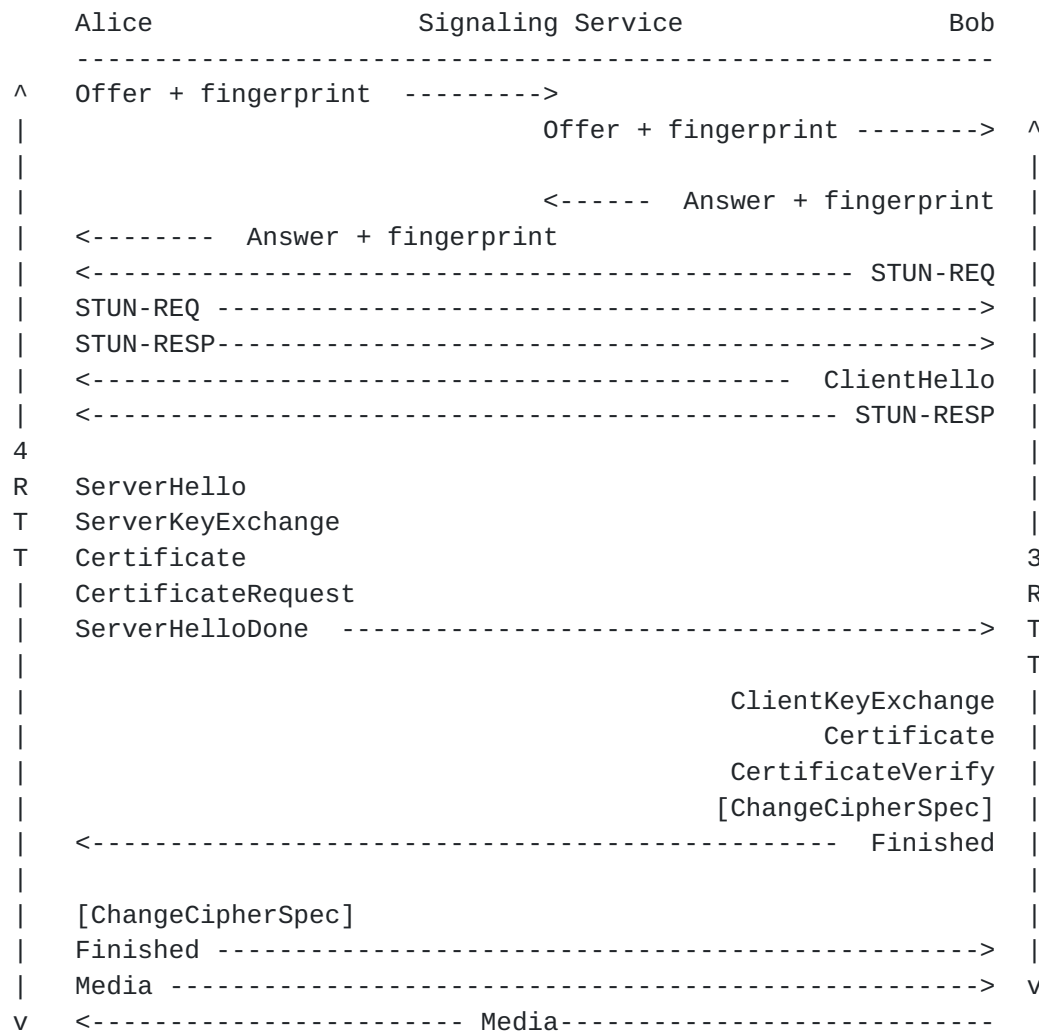 Alice                 Signaling Service                 Bob
    -----------------------------------------------------------
^   Offer + fingerprint  --------->
|                                 Offer + fingerprint -------->  ^
|                                                                |
|                                 <------  Answer + fingerprint  |
|   <--------  Answer + fingerprint                              |
|   <------------------------------------------------- STUN-REQ  |
|   STUN-REQ ------------------------------------------------->  |
|   STUN-RESP------------------------------------------------->  |
|   <---------------------------------------------  ClientHello  |
|   <------------------------------------------------ STUN-RESP  |
4                                                                |
R   ServerHello                                                  |
T   ServerKeyExchange                                            |
T   Certificate                                                  3
|   CertificateRequest                                           R
|   ServerHelloDone  ----------------------------------------->  T
|                                                                T
|                                             ClientKeyExchange  |
|                                                   Certificate  |
|                                             CertificateVerify  |
|                                            [ChangeCipherSpec]  |
|   <------------------------------------------------  Finished  |
|                                                                |
|   [ChangeCipherSpec]                                           |
|   Finished ------------------------------------------------->  |
|   Media ---------------------------------------------------->  v
v   <------------------------ Media----------------------------